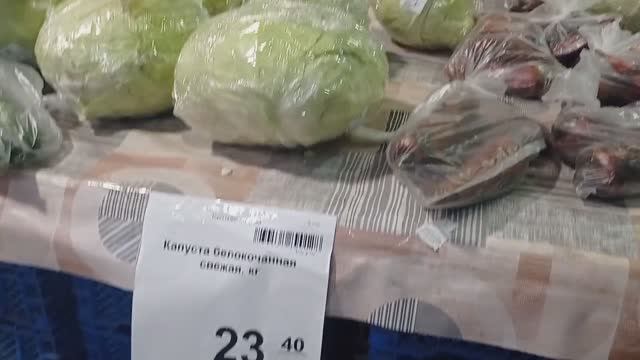 Капуста белокочанная
свежая, кг
23 40